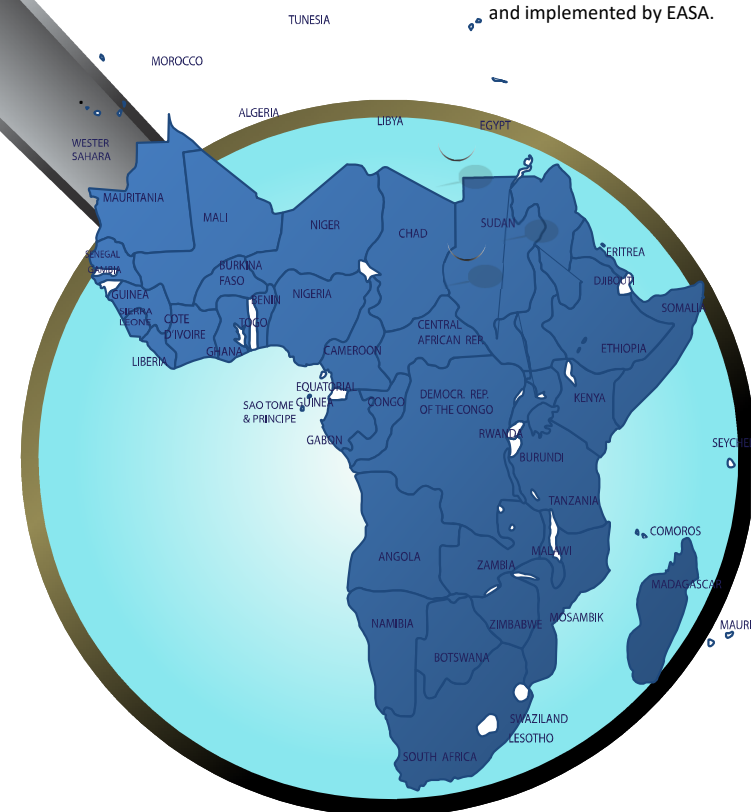 and implemented by EASA.
TUNESIA
MOROCCO
ALGERIA
LIBYA
EGYPT
WESTER
SAHARA
MAURITANIA
MALI
NIGER
CHAD
SUDAN
ERITREA
SENEGAL
GAMBIA
BURKINA
FASO
DJIBOUTI
GUINEA
BENIN
NIGERIA
SOMALIA
SIERRA
LEONE
COTE
D'IVOIRE
TOGO
CENTRAL
AFRICAN REP.
LIBERIA
GHANA
CAMEROON
ETHIOPIA
EQUATORIAL
GUINEA
SAO TOME
& PRINCIPE
CONGO
DEMOCR. REP.
OF THE CONGO
KENYA
GABON
RWANDA
BURUNDI
SEYCHE
TANZANIA
COMOROS
ANGOLA
ZAMBIA
MALAWI
MADAGASCAR
NAMIBIA
ZIMBABWE
MOSAMBIK
MAURI
BOTSWANA
SWAZILAND
LESOTHO
SOUTH AFRICA